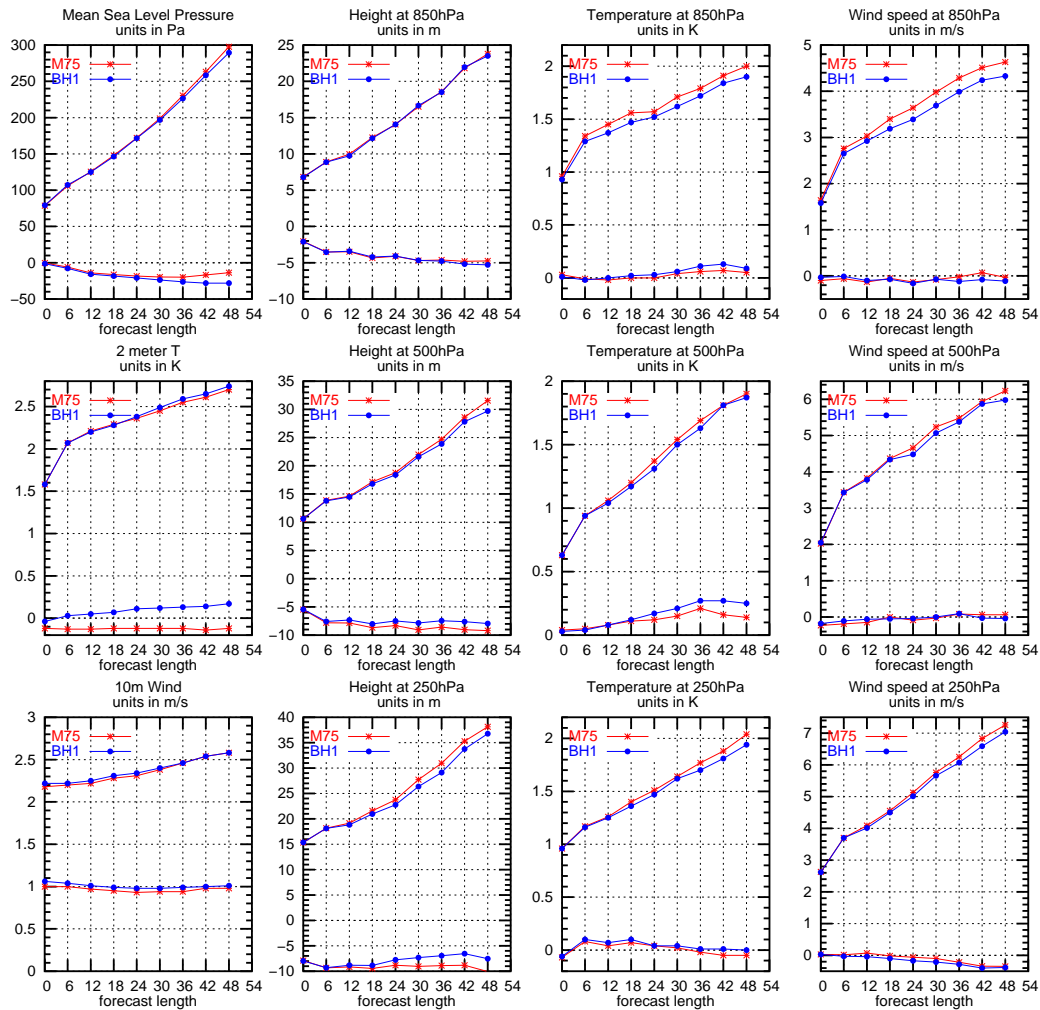 Mean Sea Level Pressure
units in Pa
300
250
200
150
100
50
0
−50
M75
BH1
0 6 12 18 24 30 36 42 48 54
forecast length
Height at 850hPa
units in m
25
20
15
10
5
0
−5
−10
M75
BH1
0 6 12 18 24 30 36 42 48 54
forecast length
Temperature at 850hPa
units in K
2
1.5
1
0.5
0
M75
BH1
0 6 12 18 24 30 36 42 48 54
forecast length
Wind speed at 850hPa
units in m/s
5
4
3
2
1
0
M75
BH1
0 6 12 18 24 30 36 42 48 54
forecast length
2 meter T
units in K
2.5
2
1.5
1
0.5
0
M75
BH1
0 6 12 18 24 30 36 42 48 54
forecast length
Height at 500hPa
units in m
35
30
25
20
15
10
5
0
−5
−10
M75
BH1
0 6 12 18 24 30 36 42 48 54
forecast length
Temperature at 500hPa
units in K
2
1.5
1
0.5
0
M75
BH1
0 6 12 18 24 30 36 42 48 54
forecast length
Wind speed at 500hPa
units in m/s
6
5
4
3
2
1
0
M75
BH1
0 6 12 18 24 30 36 42 48 54
forecast length
10m Wind
units in m/s
3
2.5
2
1.5
1
0.5
0
M75
BH1
0 6 12 18 24 30 36 42 48 54
forecast length
Height at 250hPa
units in m
40
35
30
25
20
15
10
5
0
−5
−10
M75
BH1
0 6 12 18 24 30 36 42 48 54
forecast length
Temperature at 250hPa
units in K
2
1.5
1
0.5
0
M75
BH1
0 6 12 18 24 30 36 42 48 54
forecast length
Wind speed at 250hPa
units in m/s
7
6
5
4
3
2
1
0
M75
BH1
0 6 12 18 24 30 36 42 48 54
forecast length